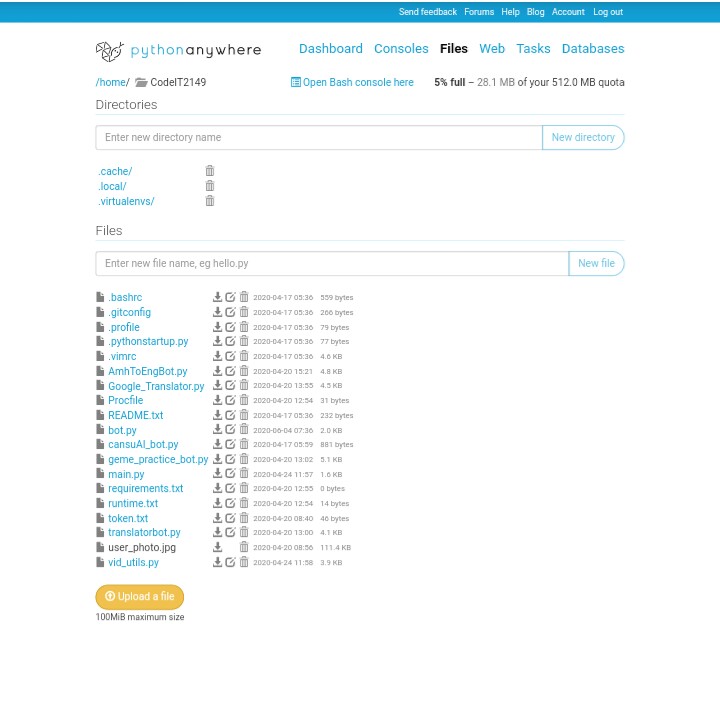 Send feedback Forums Help Blog Account Log out
pythonanywhere Dashboard Consoles Files Web Tasks Databases
/home/ CodeIT2149 Open Bash console here 5% full – 28.1 MB of your 512.0 MB quota
Directories
Enter new directory name New directory
.cache/
.local/
.virtualenvs/
Files
Enter new file name, eg hello.py New file
.bashrc 2020-04-17 05:36 559 bytes
.gitconfig 2020-04-17 05:36 266 bytes
.profile 2020-04-17 05:36 79 bytes
.pythonstartup.py 2020-04-17 05:36 77 bytes
.vimrc 2020-04-17 05:36 4.6 KB
AmhToEngBot.py 2020-04-20 15:21 4.8 KB
Google_Translator.py 2020-04-20 13:55 4.5 KB
Procfile 2020-04-20 12:54 31 bytes
README.txt 2020-04-17 05:36 232 bytes
bot.py 2020-06-04 07:36 2.0 KB
cansuAI_bot.py 2020-04-17 05:59 881 bytes
geme_practice_bot.py 2020-04-20 13:02 5.1 KB
main.py 2020-04-24 11:57 1.6 KB
requirements.txt 2020-04-20 12:55 0 bytes
runtime.txt 2020-04-20 12:54 14 bytes
token.txt 2020-04-20 08:40 46 bytes
translatorbot.py 2020-04-20 13:00 4.1 KB
user_photo.jpg 2020-04-20 08:56 111.4 KB
vid_utils.py 2020-04-24 11:58 3.9 KB
Upload a file
100MiB maximum size